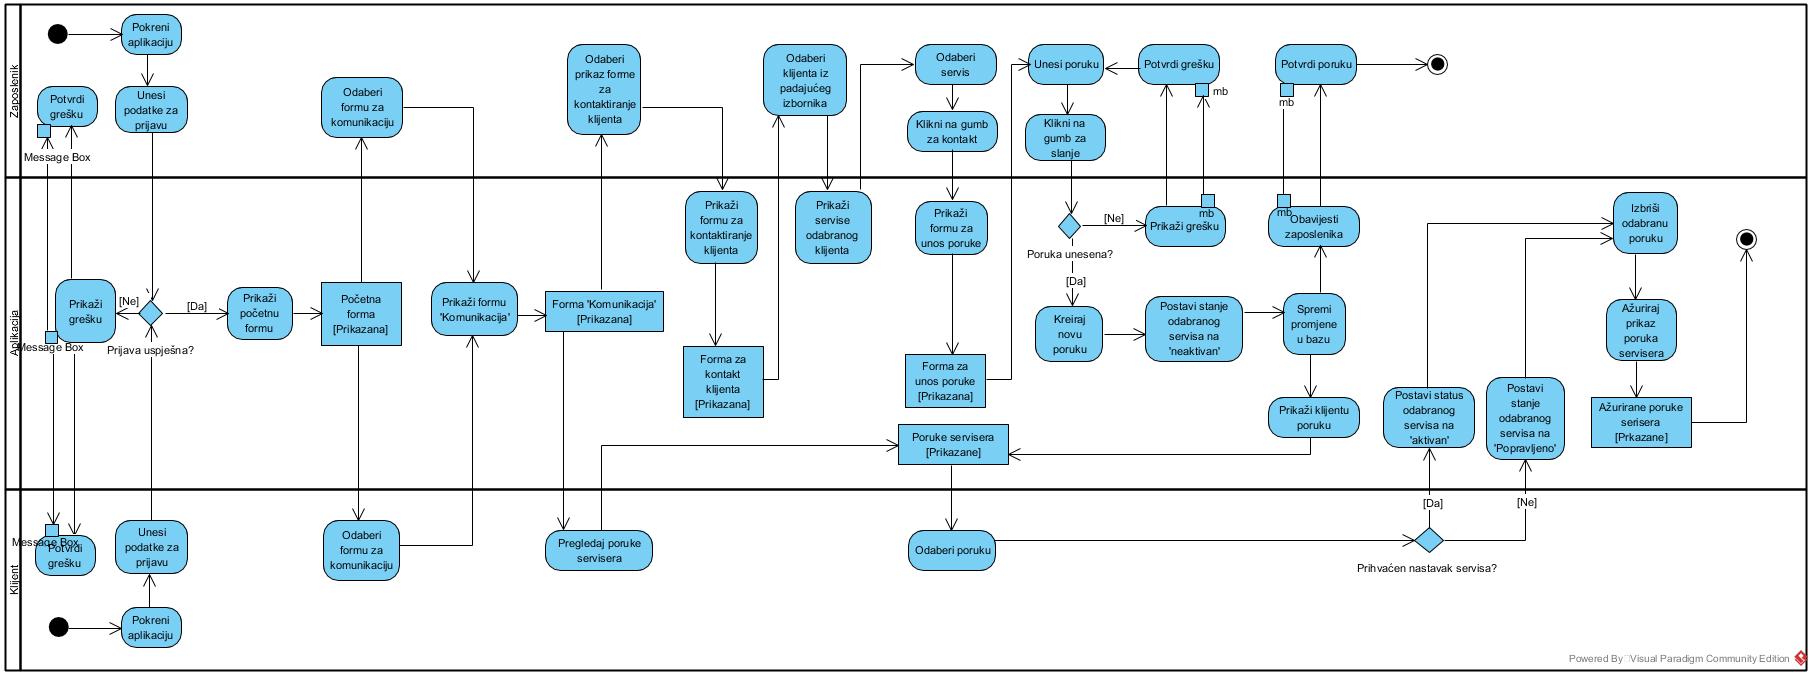 Zaposlenik
Pokreni
aplikaciju
Potvrdi
grešku
Unesi
podatke za
prijavu
Message Box
Odaberi
formu za
komunikaciju
Odaberi
prikaz forme
za
kontaktiranje
klijenta
Odaberi
klijenta iz
padajućeg
izbornika
Odaberi
servis
Klikni na gumb
za kontakt
Unesi poruku
Klikni na
gumb za
slanje
Potvrdi grešku
mb
Potvrdi poruku
mb
Aplikacija
Prikaži
grešku
Message Box
[Ne]
Prijava uspješna?
[Da]
Prikaži
početnu
formu
Početna
forma
[Prikazana]
Prikaži formu
'Komunikacija'
Forma 'Komunikacija'
[Prikazana]
Prikaži
formu za
kontaktiranje
klijenta
Forma za
kontakt
klijenta
[Prikazana]
Prikaži
servise
odabranog
klijenta
Prikaži
formu za
unos poruke
Forma za
unos poruke
[Prikazana]
Poruke servisera
[Prikazane]
[Ne]
Poruka unesena?
[Da]
mb
Prikaži grešku
mb
Obavijesti
zaposlenika
Kreiraj
novu
poruku
Postavi stanje
odabranog
servisa na
'neaktivan'
Spremi
promjene
u bazu
Prikaži klijentu
poruku
Postavi status
odabranog
servisa na
'aktivan'
Postavi
stanje
odabranog
servisa na
'Popravljeno'
Izbriši
odabranu
poruku
Ažuriraj
prikaz
poruka
servisera
Ažurirane poruke
serisera
[Prkazane]
Klijent
Message Box
Potvrdi
grešku
Unesi
podatke za
prijavu
Pokreni
aplikaciju
Odaberi
formu za
komunikaciju
Pregledaj poruke
servisera
Odaberi poruku
[Da]
[Ne]
Prihvaćen nastavak servisa?
Powered By Visual Paradigm Community Edition